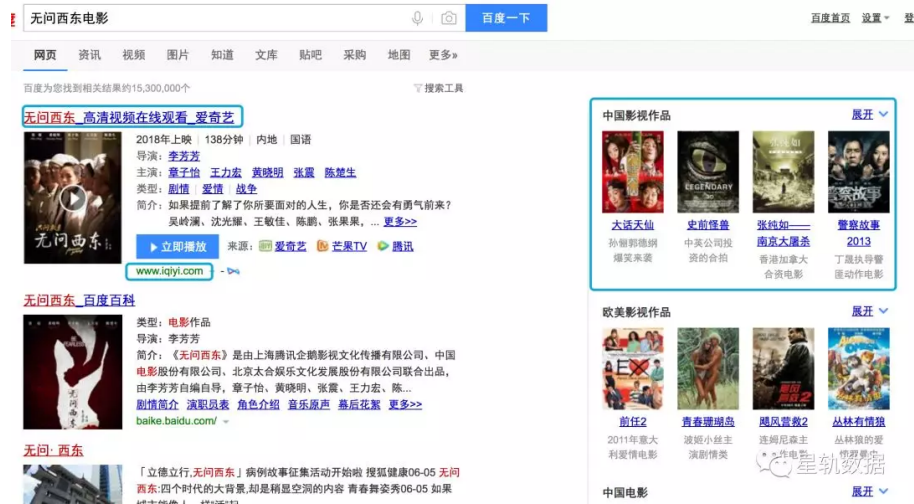 无问西东电影
百度一下
百度首页 设置 登
网页 资讯 视频 图片 知道 文库 贴吧 采购 地图 更多»
百度为您找到相关结果约15,300,000个
搜索工具
无问西东_高清视频在线观看_爱奇艺
2018年上映 138分钟 内地 国语
导演: 李芳芳
主演: 章子怡 王力宏 黄晓明 张震 陈楚生
类型: 剧情 爱情 战争
简介: 如果提前了解了你所要面对的人生, 你是否还会有勇气前来?
吴岭澜、沈光耀、王敏佳、陈鹏、张果果, ... 更多>>
立即播放 来源: 爱奇艺 芒果TV 腾讯
无问西东
www.iqiyi.com
无问西东_百度百科
类型: 电影作品
导演: 李芳芳
简介: 《无问西东》是由上海腾讯企鹅影视文化传播有限公司、中国
电影股份有限公司、北京太合娱乐文化发展股份有限公司联合出品,
由李芳芳自编自导, 章子怡、黄晓明、张震、王力宏、陈...
剧情简介 演职员表 角色介绍 音乐原声 幕后花絮 更多>>
baike.baidu.com/
无问西东
无问· 西东
「立德立行,无问西东」病例故事征集活动开始啦 搜狐健康06-05 无问
西东:四个时代的大背景,却是稍显空洞的内容 青春舞姿秀06-05 如果
中国影视作品 展开
LEGENDARY
警察故事
大话天仙 史前怪兽 张纯如—— 警察故事
南京大屠杀 2013
孙俪郭德纲 中英公司投 香港加拿大 丁晟执导警
爆笑来袭 资的合拍 合资电影 匪动作电影
欧美影视作品 展开
前任2 青春珊瑚岛 飓风营救2 丛林有情狼
2011年意大 波姬小丝主 连姆尼森主 丛林狼的爱
利爱情电影 演剧情类 作电影
星轨数据
中国电影 展开